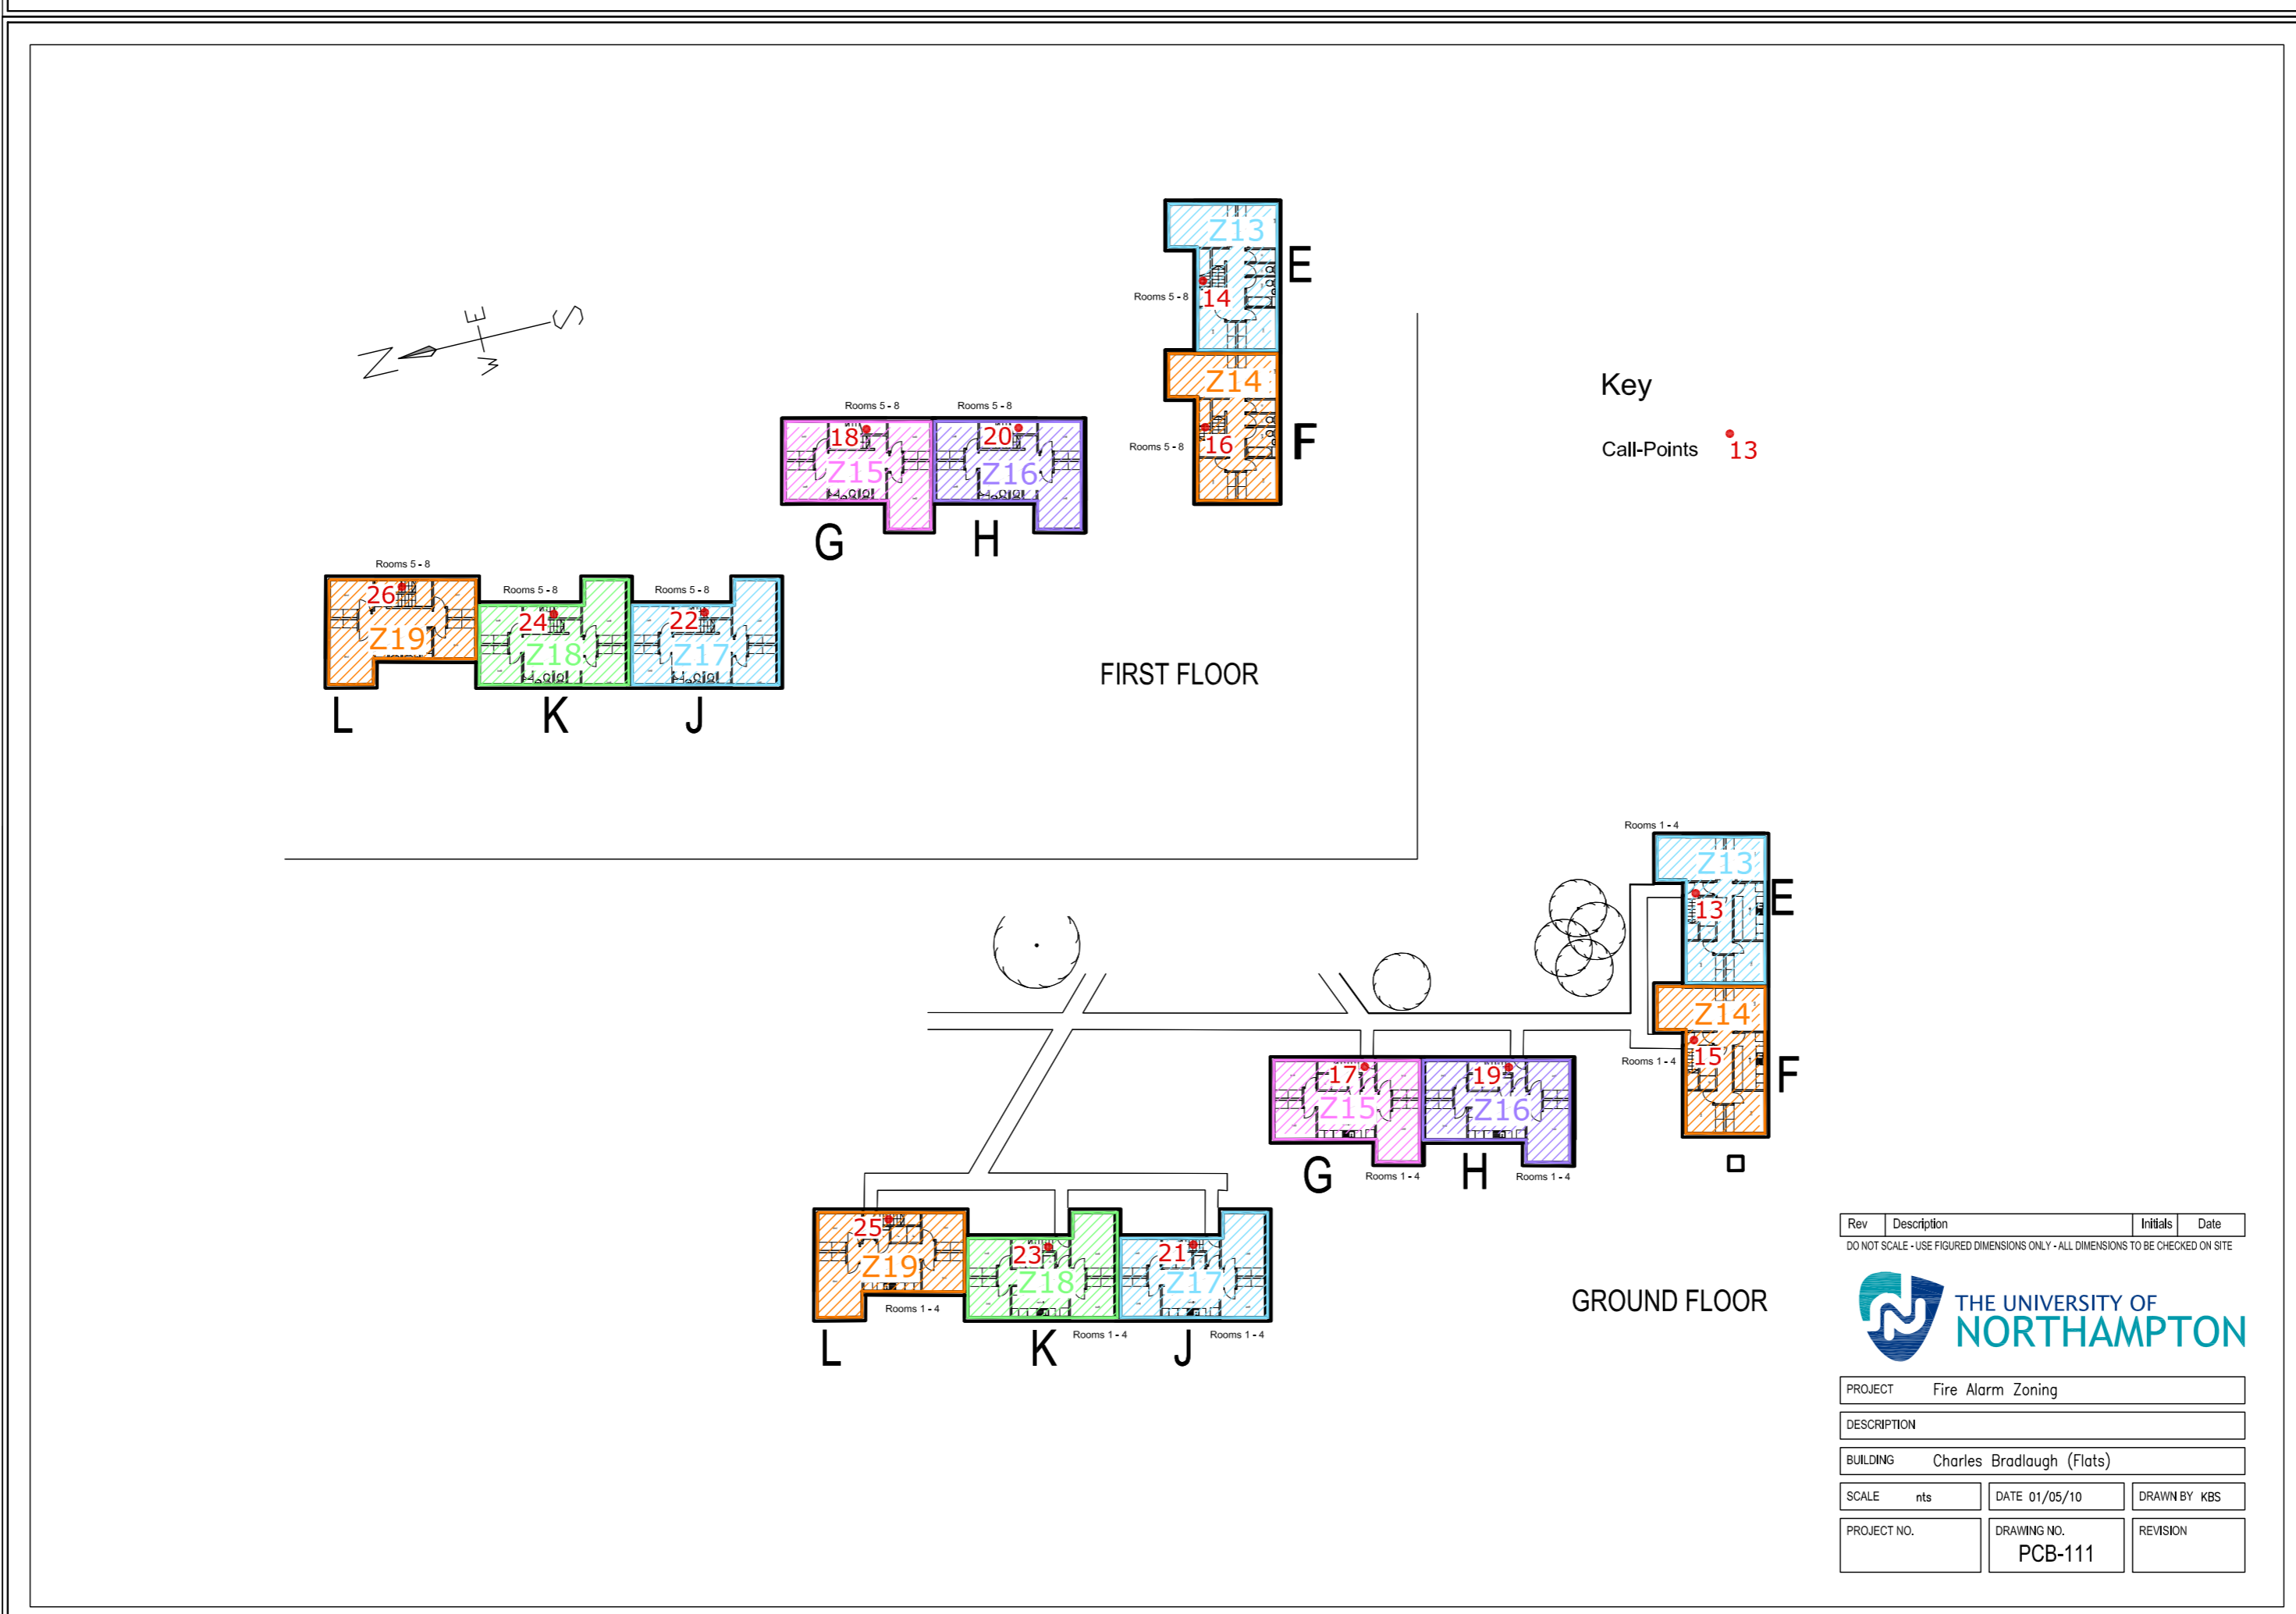 Z13
E
Rooms 5 - 8
14
Z14
Rooms 5 - 8
16
F
N
E
S
W
Key
Call-Points 13
Rooms 5 - 8
Rooms 5 - 8
18
20
Z15
Z16
G
H
Rooms 5 - 8
Rooms 5 - 8
Rooms 5 - 8
26
24
22
Z19
Z18
Z17
L
K
J
FIRST FLOOR
Rooms 1 - 4
Z13
E
13
Z14
Rooms 1 - 4
15
F
17
19
Z15
Z16
G
H
Rooms 1 - 4
Rooms 1 - 4
25
23
21
Z19
Z18
Z17
Rooms 1 - 4
Rooms 1 - 4
Rooms 1 - 4
L
K
J
GROUND FLOOR
Rev Description Initials Date
DO NOT SCALE - USE FIGURED DIMENSIONS ONLY - ALL DIMENSIONS TO BE CHECKED ON SITE
THE UNIVERSITY OF
NORTHAMPTON
PROJECT Fire Alarm Zoning
DESCRIPTION
BUILDING Charles Bradlaugh (Flats)
SCALE nts DATE 01/05/10 DRAWN BY KBS
PROJECT NO. DRAWING NO. REVISION
PCB-111